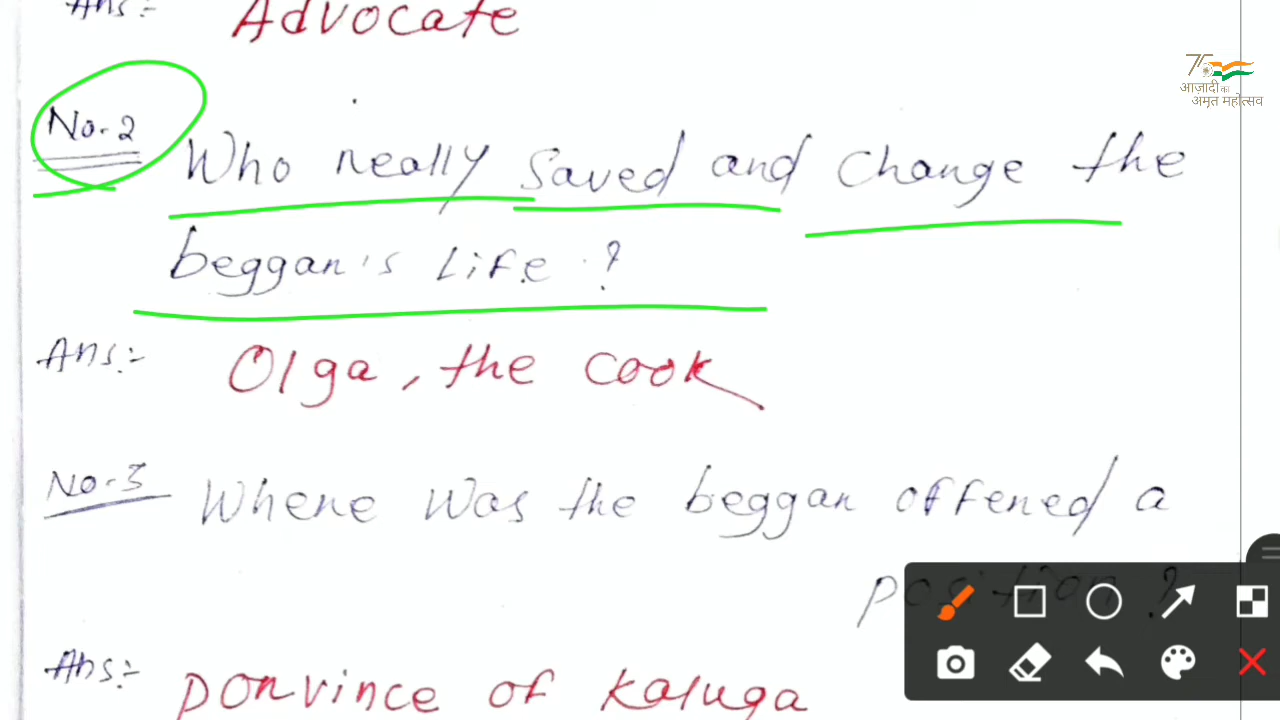 Ans:-
Advocate
75
आज़ादी का
अमृत महोत्सव
No.2
Who really saved and change the
beggar's Life ?
Ans:-
Olga, the cook
No.3
Where was the beggar offered a
position ?
Ans:-
porvince of Kaluga